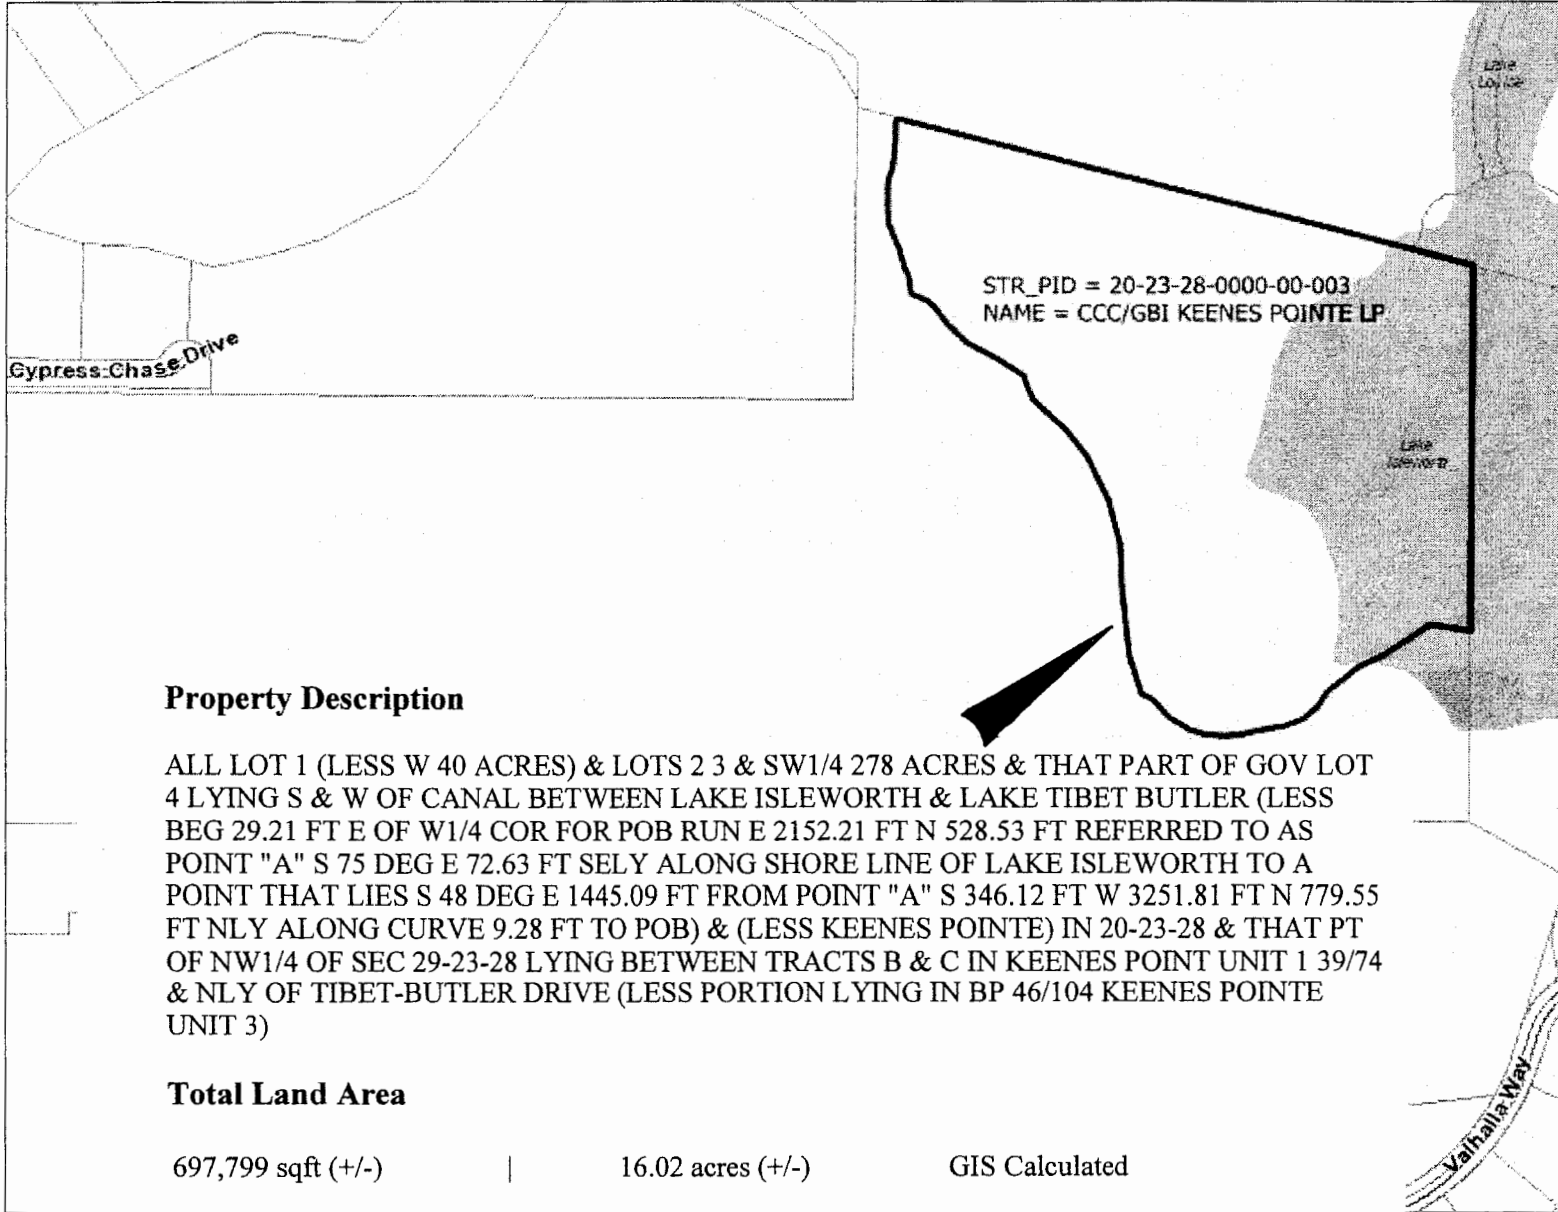 Lake
Louise
STR_PID = 20-23-28-0000-00-003
NAME = CCC/GBI KEENES POINTE LP
Cypress Chase Drive
Lake
Isleworth
Property Description
ALL LOT 1 (LESS W 40 ACRES) & LOTS 2 3 & SW1/4 278 ACRES & THAT PART OF GOV LOT
4 LYING S & W OF CANAL BETWEEN LAKE ISLEWORTH & LAKE TIBET BUTLER (LESS
BEG 29.21 FT E OF W1/4 COR FOR POB RUN E 2152.21 FT N 528.53 FT REFERRED TO AS
POINT "A" S 75 DEG E 72.63 FT SELY ALONG SHORE LINE OF LAKE ISLEWORTH TO A
POINT THAT LIES S 48 DEG E 1445.09 FT FROM POINT "A" S 346.12 FT W 3251.81 FT N 779.55
FT NLY ALONG CURVE 9.28 FT TO POB) & (LESS KEENES POINTE) IN 20-23-28 & THAT PT
OF NW1/4 OF SEC 29-23-28 LYING BETWEEN TRACTS B & C IN KEENES POINT UNIT 1 39/74
& NLY OF TIBET-BUTLER DRIVE (LESS PORTION LYING IN BP 46/104 KEENES POINTE
UNIT 3)
Total Land Area
697,799 sqft (+/-) | 16.02 acres (+/-) GIS Calculated
Valhalla Way